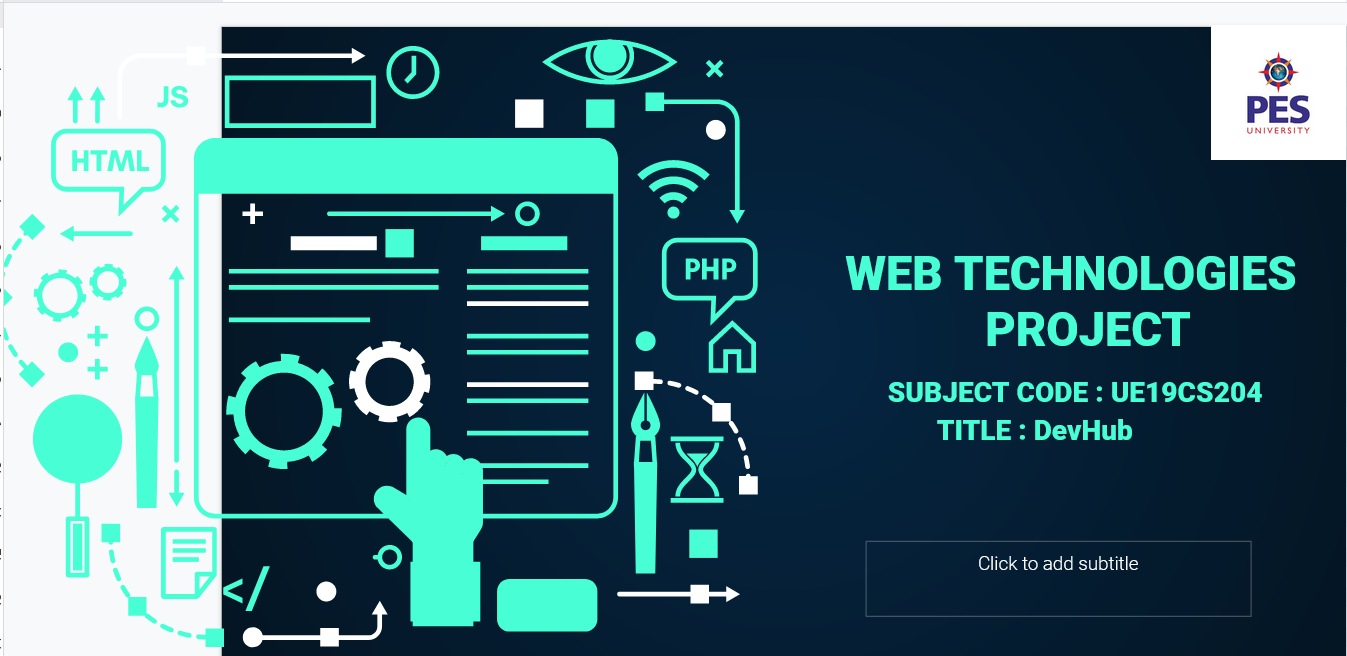 JS
HTML
PHP
</>
PES
UNIVERSITY
WEB TECHNOLOGIES
PROJECT
SUBJECT CODE : UE19CS204
TITLE : DevHub
Click to add subtitle